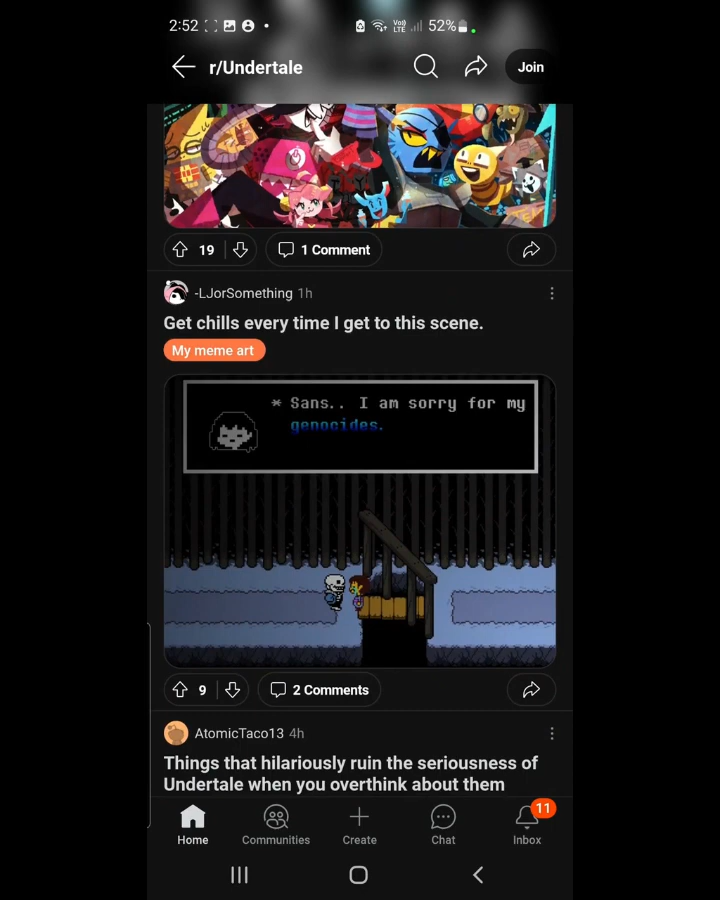 2:52
Vo)) LTE
52%
r/Undertale
Join
19
1 Comment
-LJorSomething 1h
Get chills every time I get to this scene.
My meme art
* Sans.. I am sorry for my
genocides.
9
2 Comments
AtomicTaco13 4h
Things that hilariously ruin the seriousness of
Undertale when you overthink about them
11
Home
Communities
Create
Chat
Inbox